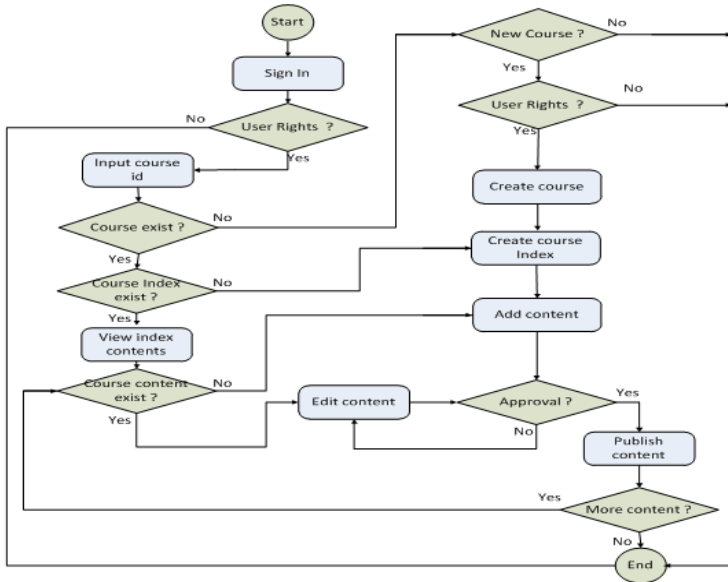 Start
Sign In
User Rights ?
No
Yes
Input course
id
Course exist ?
No
Yes
Course Index
exist ?
No
Yes
View index
contents
Course content
exist ?
No
Yes
Edit content
New Course ?
No
Yes
User Rights ?
No
Yes
Create course
Create course
Index
Add content
Approval ?
Yes
No
Publish
content
More content ?
Yes
No
End